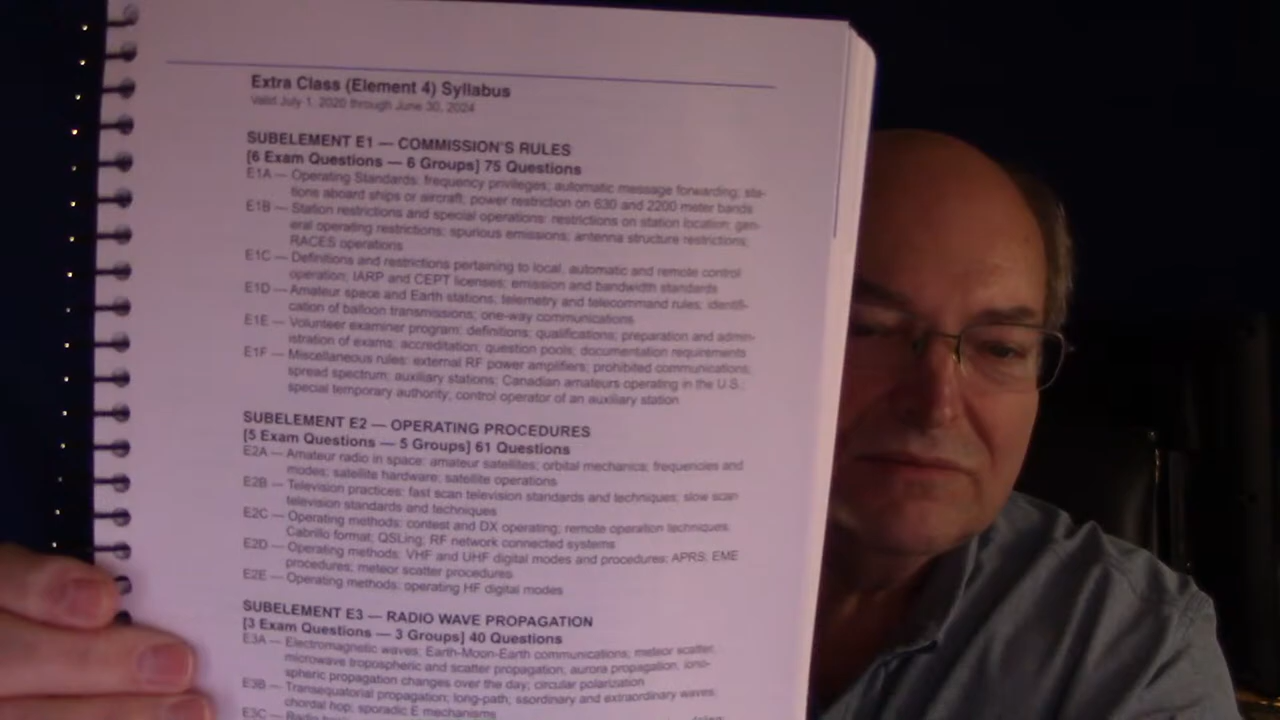 Extra Class (Element 4) Syllabus
Valid July 1, 2020 through June 30, 2024
SUBELEMENT E1 — COMMISSION'S RULES
[6 Exam Questions — 6 Groups] 75 Questions
E1A — Operating Standards: frequency privileges; automatic message forwarding; sta-
tions aboard ships or aircraft; power restriction on 630 and 2200 meter bands
E1B — Station restrictions and special operations: restrictions on station location; gen-
eral operating restrictions; spurious emissions; antenna structure restrictions;
RACES operations
E1C — Definitions and restrictions pertaining to local, automatic and remote control
operation; IARP and CEPT licenses; emission and bandwidth standards
E1D — Amateur space and Earth stations; telemetry and telecommand rules; identifi-
cation of balloon transmissions; one-way communications
E1E — Volunteer examiner program: definitions; qualifications; preparation and admin-
istration of exams; accreditation; question pools; documentation requirements
E1F — Miscellaneous rules: external RF power amplifiers; prohibited communications;
spread spectrum; auxiliary stations; Canadian amateurs operating in the U.S.;
special temporary authority; control operator of an auxiliary station
SUBELEMENT E2 — OPERATING PROCEDURES
[5 Exam Questions — 5 Groups] 61 Questions
E2A — Amateur radio in space: amateur satellites; orbital mechanics; frequencies and
modes; satellite hardware; satellite operations
E2B — Television practices: fast scan television standards and techniques; slow scan
television standards and techniques
E2C — Operating methods: contest and DX operating; remote operation techniques;
Cabrillo format; QSLing; RF network connected systems
E2D — Operating methods: VHF and UHF digital modes and procedures; APRS; EME
procedures; meteor scatter procedures
E2E — Operating methods: operating HF digital modes
SUBELEMENT E3 — RADIO WAVE PROPAGATION
[3 Exam Questions — 3 Groups] 40 Questions
E3A — Electromagnetic waves; Earth-Moon-Earth communications; meteor scatter;
microwave tropospheric and scatter propagation; aurora propagation; iono-
spheric propagation changes over the day; circular polarization
E3B — Transequatorial propagation; long-path; ssordinary and extraordinary waves;
chordal hop; sporadic E mechanisms
E3C — Radio